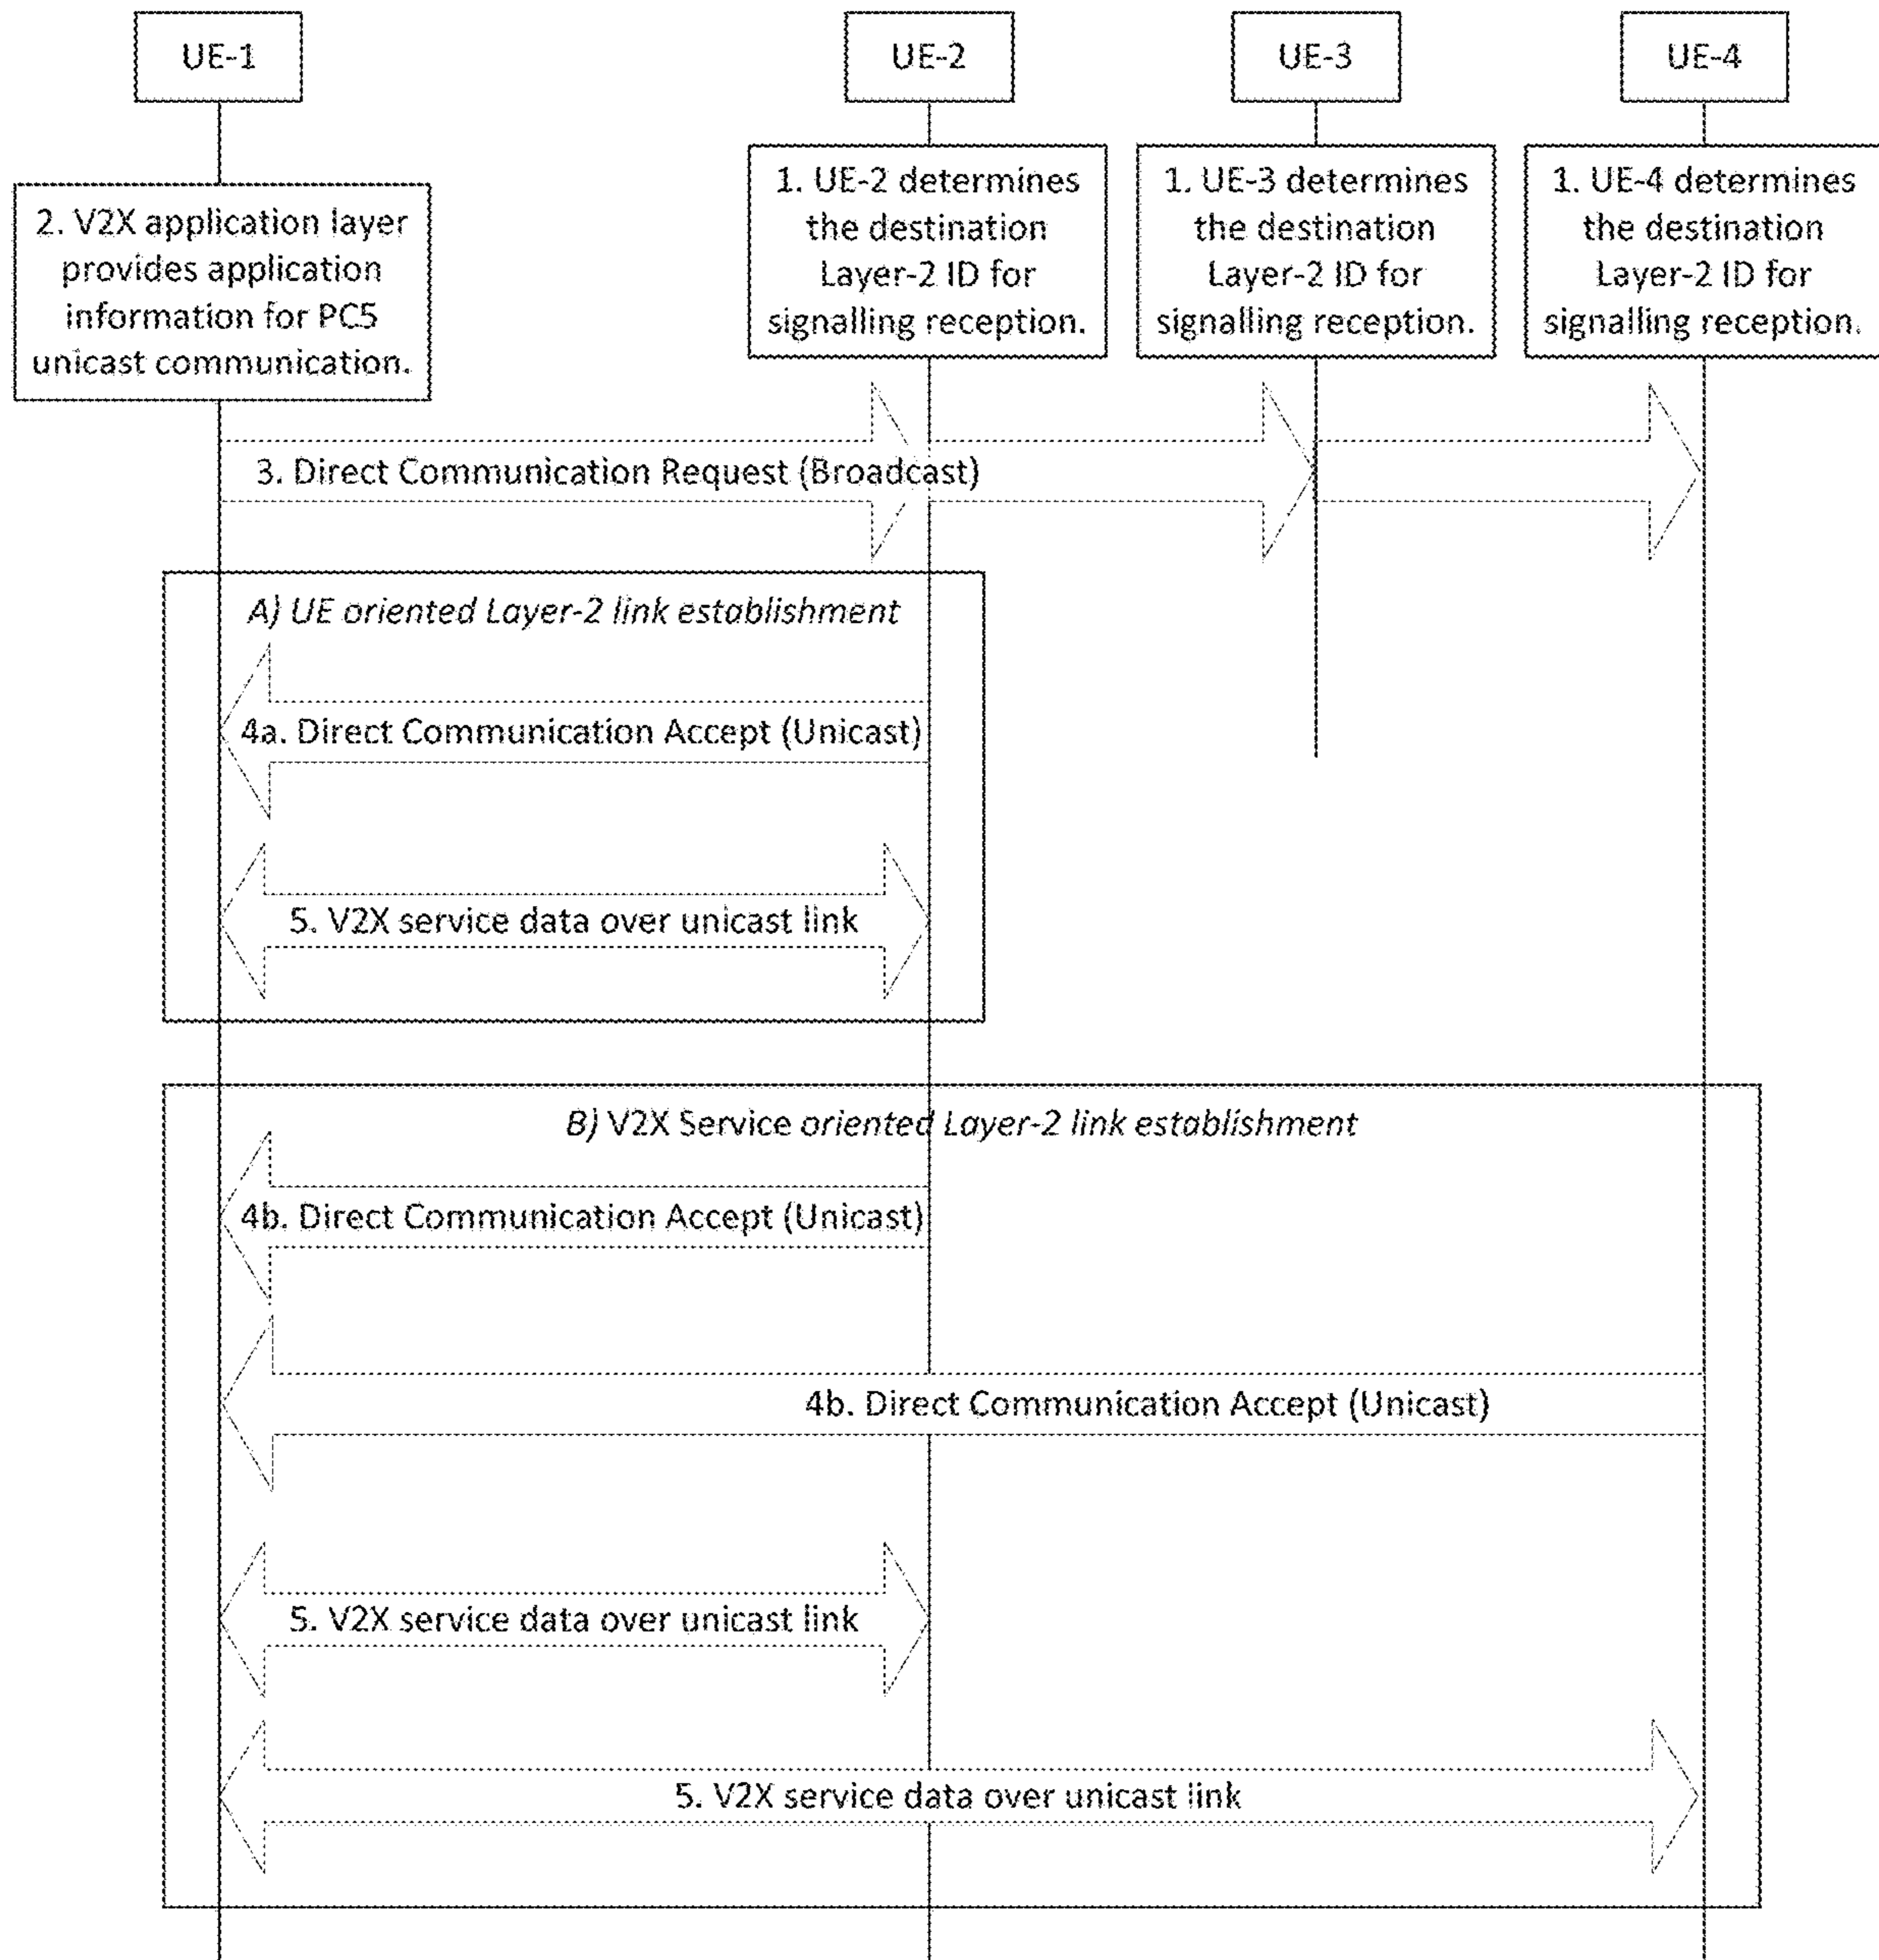 UE-1
UE-2
UE-3
UE-4
2. V2X application layer
provides application
information for PC5
unicast communication.
1. UE-2 determines
the destination
Layer-2 ID for
signalling reception.
1. UE-3 determines
the destination
Layer-2 ID for
signalling reception.
1. UE-4 determines
the destination
Layer-2 ID for
signalling reception.
3. Direct Communication Request (Broadcast)
A) UE oriented Layer-2 link establishment
4a. Direct Communication Accept (Unicast)
5. V2X service data over unicast link
B) V2X Service oriented Layer-2 link establishment
4b. Direct Communication Accept (Unicast)
4b. Direct Communication Accept (Unicast)
5. V2X service data over unicast link
5. V2X service data over unicast link